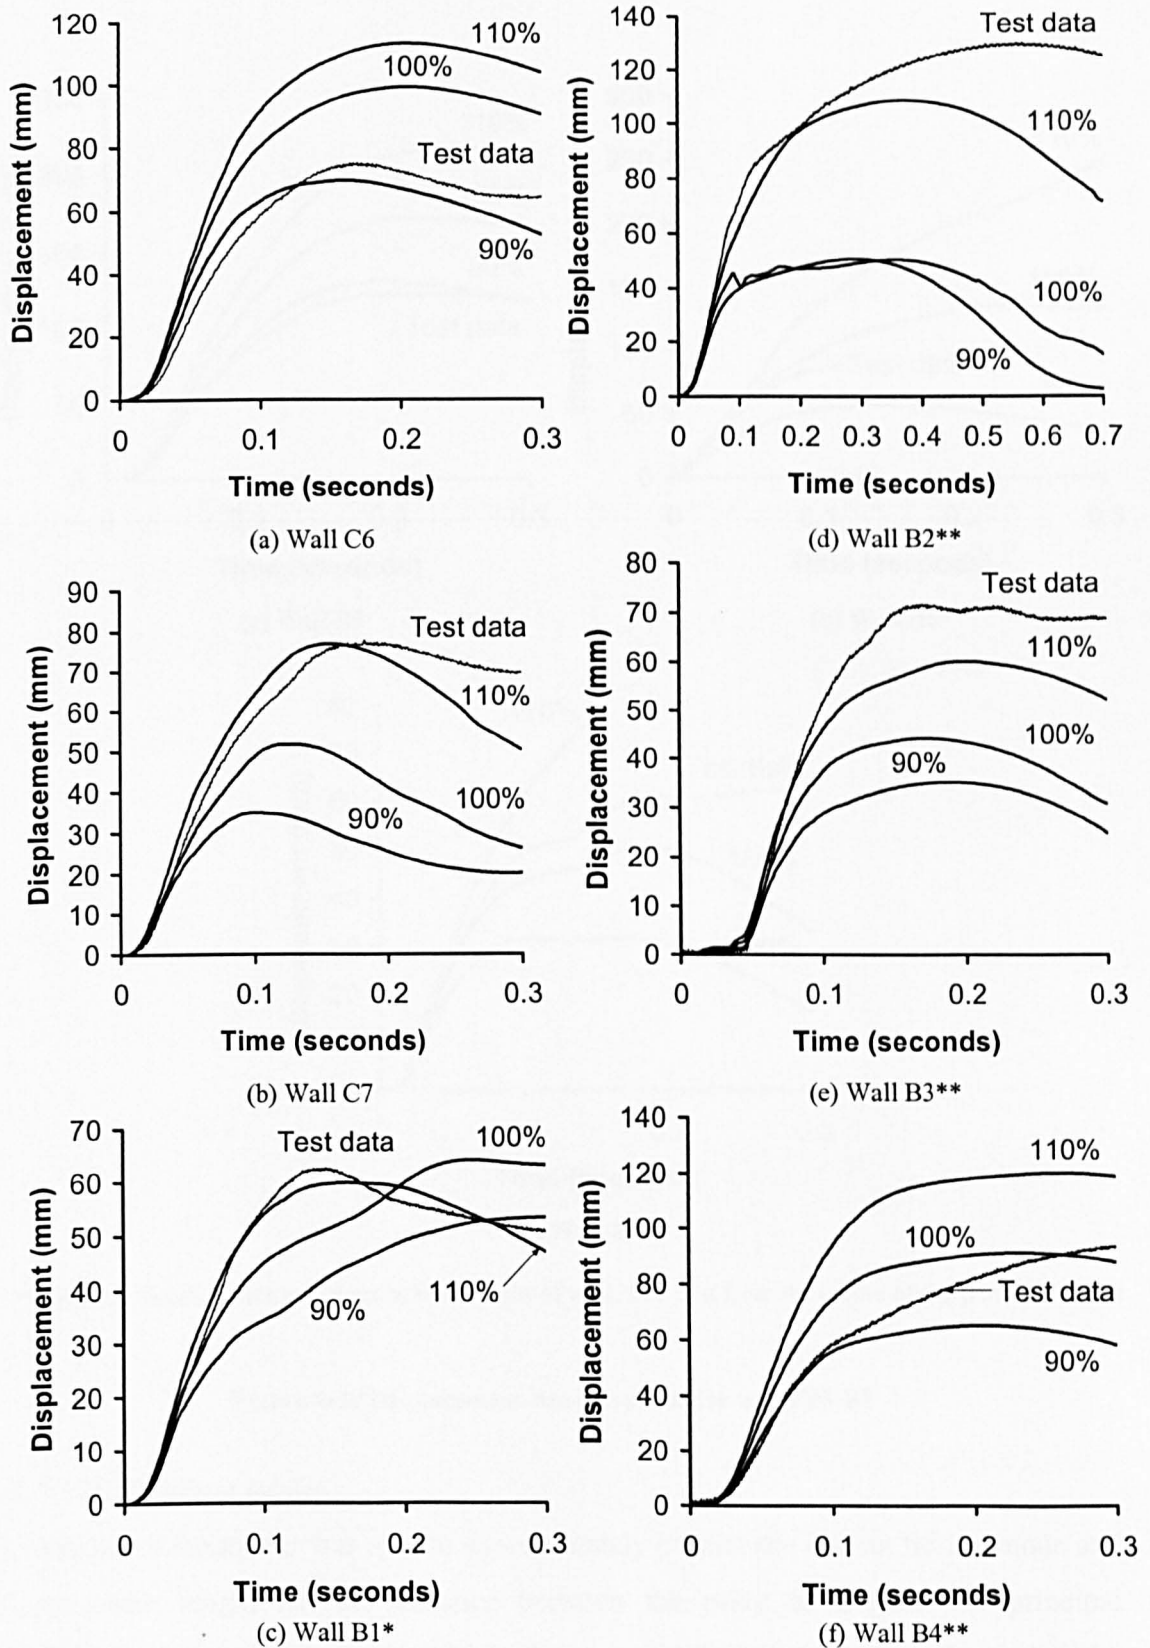 120
100
80
60
40
20
0
Displacement (mm)
110%
100%
Test data
90%
0 0.1 0.2 0.3
Time (seconds)
(a) Wall C6
140
120
100
80
60
40
20
0
Displacement (mm)
Test data
110%
100%
90%
0 0.1 0.2 0.3 0.4 0.5 0.6 0.7
Time (seconds)
(d) Wall B2**
90
80
70
60
50
40
30
20
10
0
Displacement (mm)
Test data
110%
100%
90%
0 0.1 0.2 0.3
Time (seconds)
(b) Wall C7
80
70
60
50
40
30
20
10
0
Displacement (mm)
Test data
110%
100%
90%
0 0.1 0.2 0.3
Time (seconds)
(e) Wall B3**
70
60
50
40
30
20
10
0
Displacement (mm)
Test data
100%
110%
90%
0 0.1 0.2 0.3
Time (seconds)
(c) Wall B1*
140
120
100
80
60
40
20
0
Displacement (mm)
110%
100%
Test data
90%
0 0.1 0.2 0.3
Time (seconds)
(f) Wall B4**